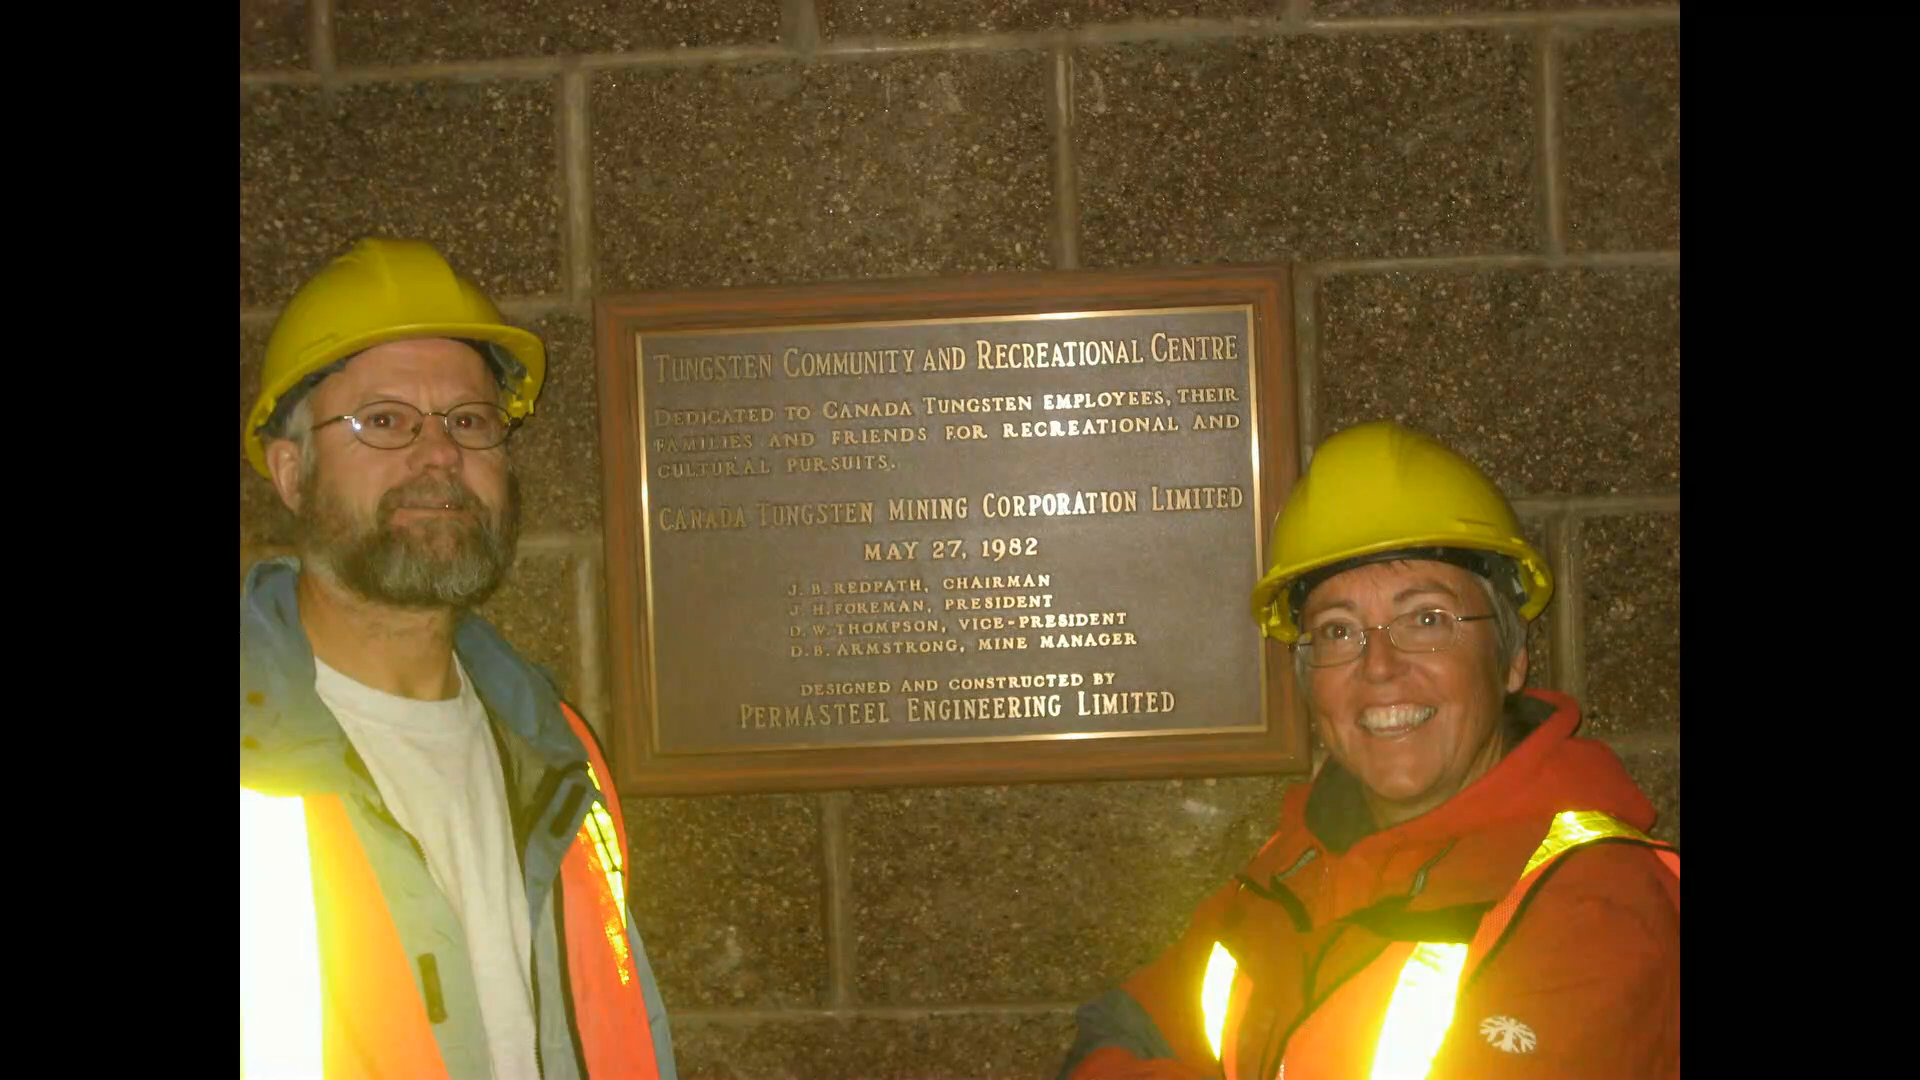 TUNGSTEN COMMUNITY AND RECREATIONAL CENTRE
DEDICATED TO CANADA TUNGSTEN EMPLOYEES, THEIR
FAMILIES AND FRIENDS FOR RECREATIONAL AND
CULTURAL PURSUITS.
CANADA TUNGSTEN MINING CORPORATION LIMITED
MAY 27, 1982
J. B. REDPATH, CHAIRMAN
J. H. FOREMAN, PRESIDENT
D. W. THOMPSON, VICE-PRESIDENT
D. B. ARMSTRONG, MINE MANAGER
DESIGNED AND CONSTRUCTED BY
PERMASTEEL ENGINEERING LIMITED